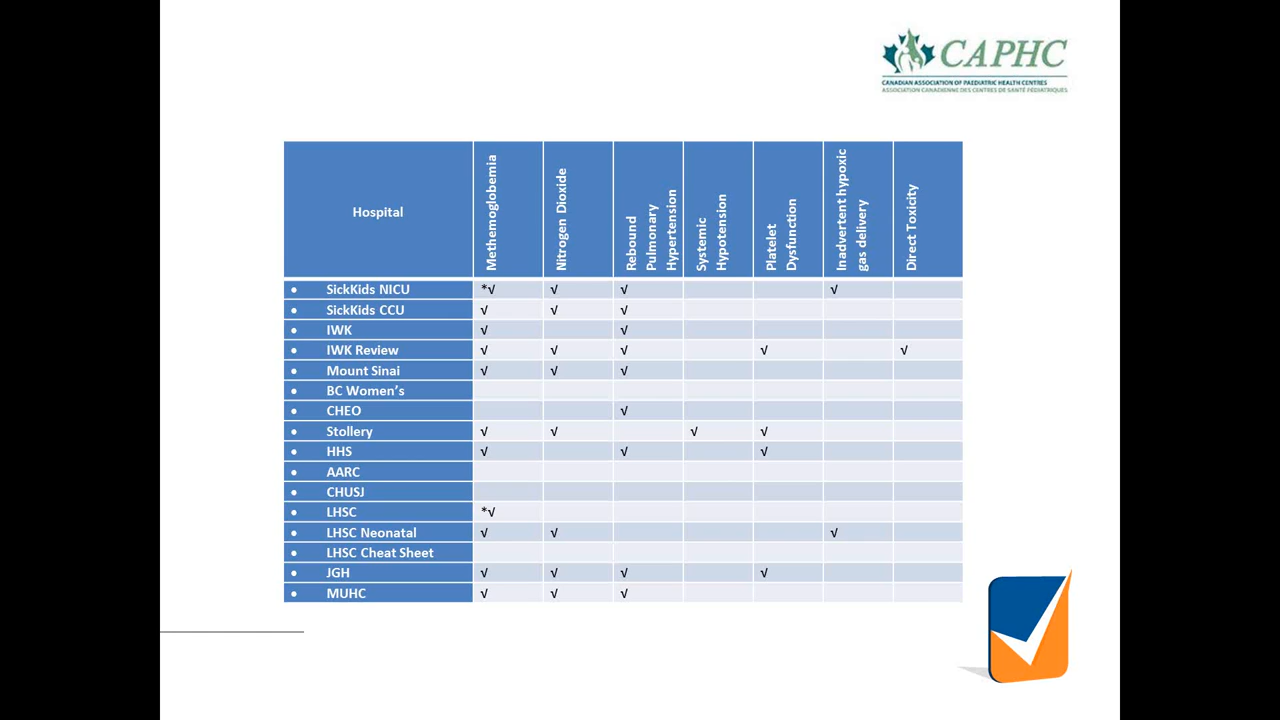 CAPHC
CANADIAN ASSOCIATION OF PAEDIATRIC HEALTH CENTRES
ASSOCIATION CANADIENNE DES CENTRES DE SANTÉ PÉDIATRIQUES
Hospital
Methemoglobemia
Nitrogen Dioxide
Rebound
Pulmonary
Hypertension
Systemic
Hypotension
Platelet
Dysfunction
Inadvertent hypoxic
gas delivery
Direct Toxicity
• SickKids NICU *√ √ √ √
• SickKids CCU √ √ √
• IWK √ √
• IWK Review √ √ √ √ √
• Mount Sinai √ √ √
• BC Women’s
• CHEO √
• Stollery √ √ √ √
• HHS √ √ √
• AARC
• CHUSJ
• LHSC *√
• LHSC Neonatal √ √ √
• LHSC Cheat Sheet
• JGH √ √ √ √
• MUHC √ √ √